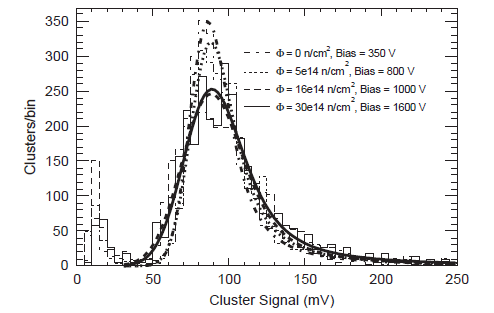 350
300
250
200
150
100
50
0
Clusters/bin
Φ = 0 n/cm², Bias = 350 V
Φ = 5e14 n/cm², Bias = 800 V
Φ = 16e14 n/cm², Bias = 1000 V
Φ = 30e14 n/cm², Bias = 1600 V
0 50 100 150 200 250
Cluster Signal (mV)